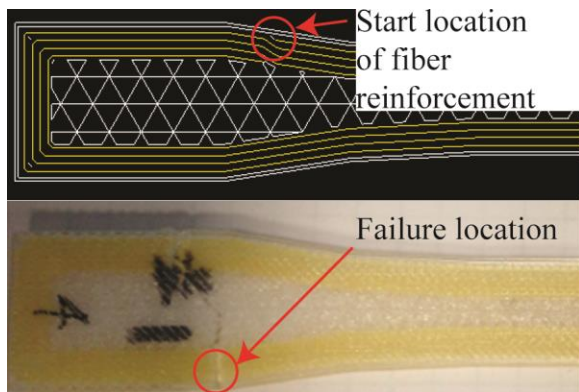 Start location
of fiber
reinforcement
Failure location
A